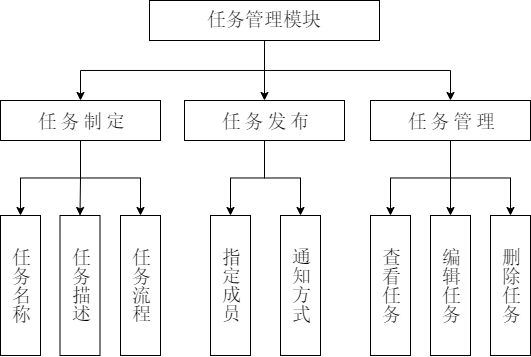 任务管理模块
任务制定
任务发布
任务管理
任务名称
任务描述
任务流程
指定成员
通知方式
查看任务
编辑任务
删除任务